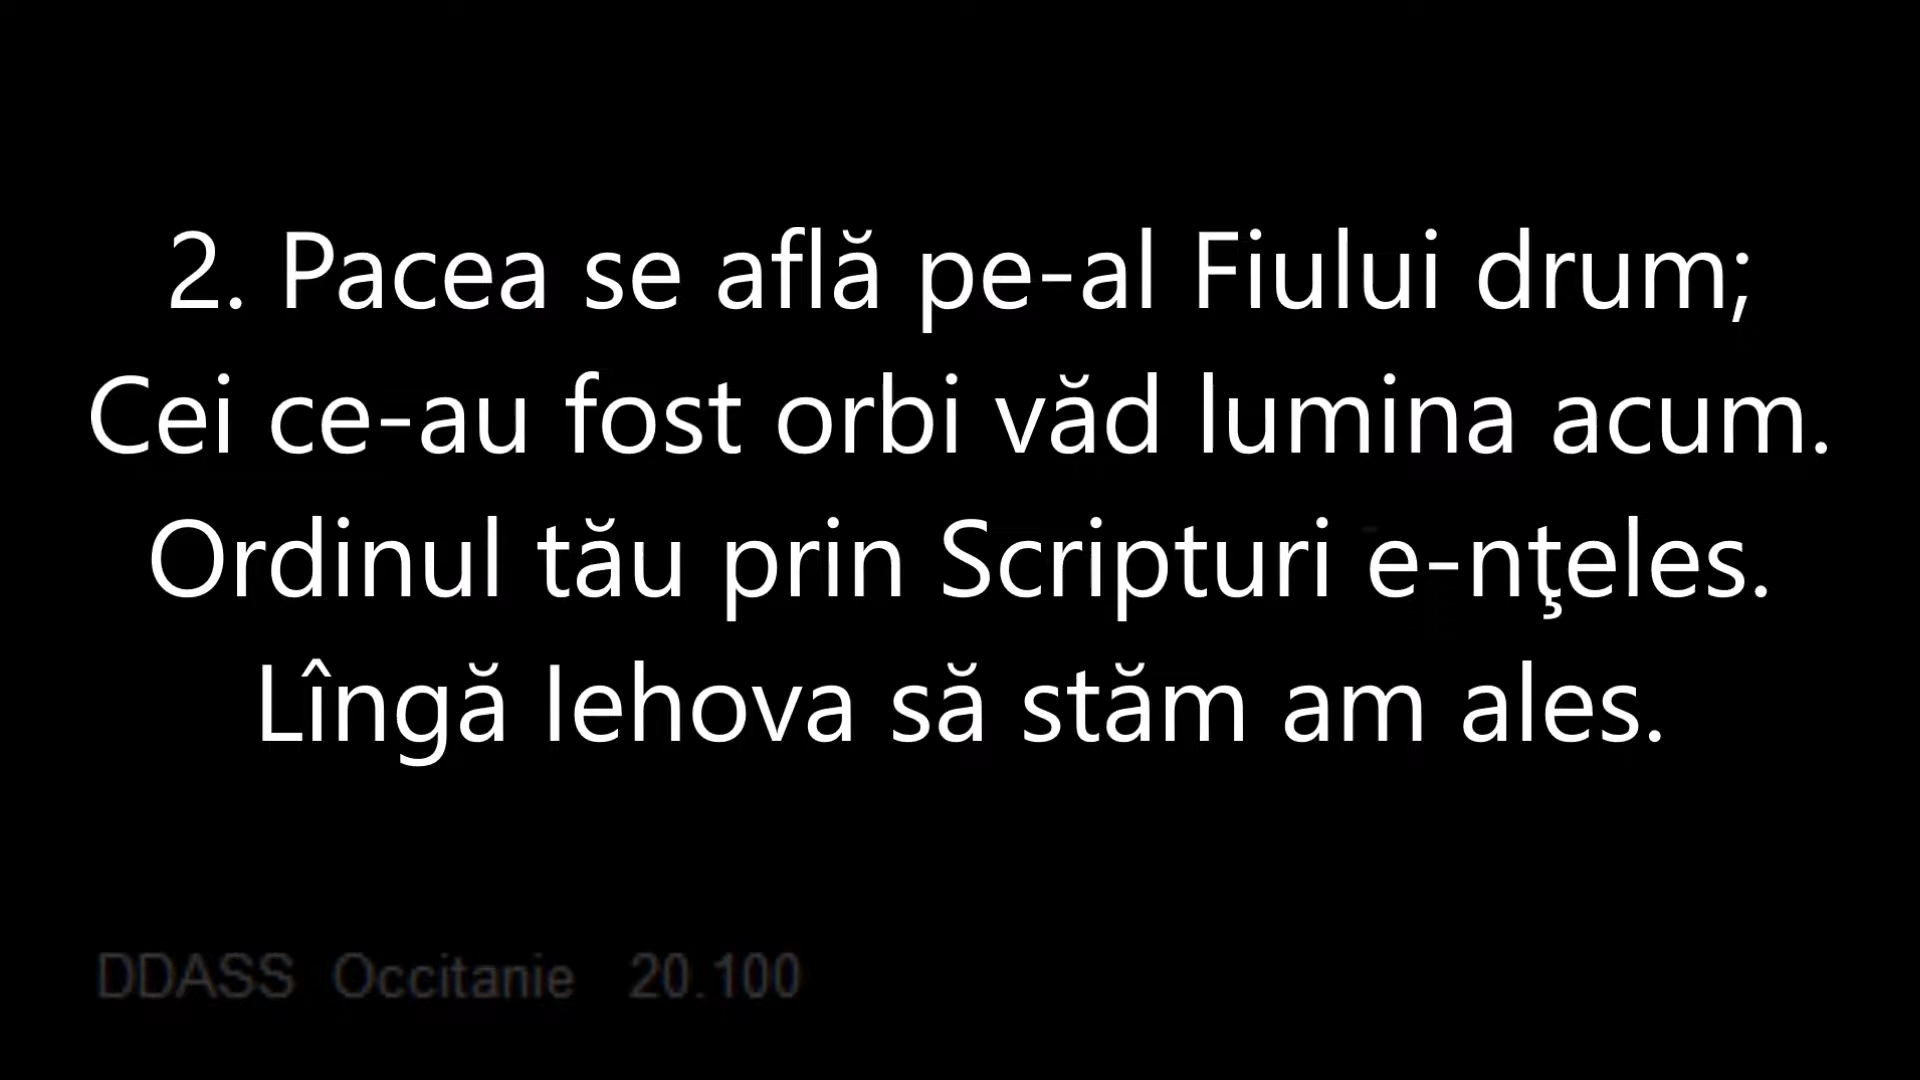 2. Pacea se află pe-al Fiului drum;
Cei ce-au fost orbi văd lumina acum.
Ordinul tău prin Scripturi e-nţeles.
Lîngă Iehova să stăm am ales.
DDASS Occitanie 20.100